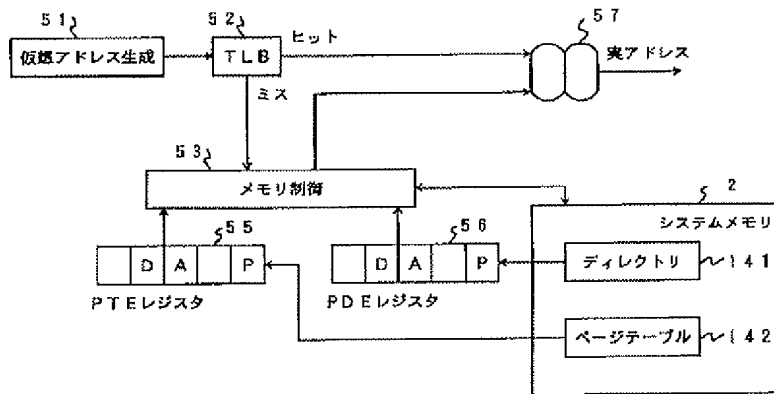 51
52
ヒット
57
仮想アドレス生成
TLB
実アドレス
ミス
53
メモリ制御
2
システムメモリ
55
56
D A P
D A P
ディレクトリ
141
PTEレジスタ
PDEレジスタ
ページテーブル
142